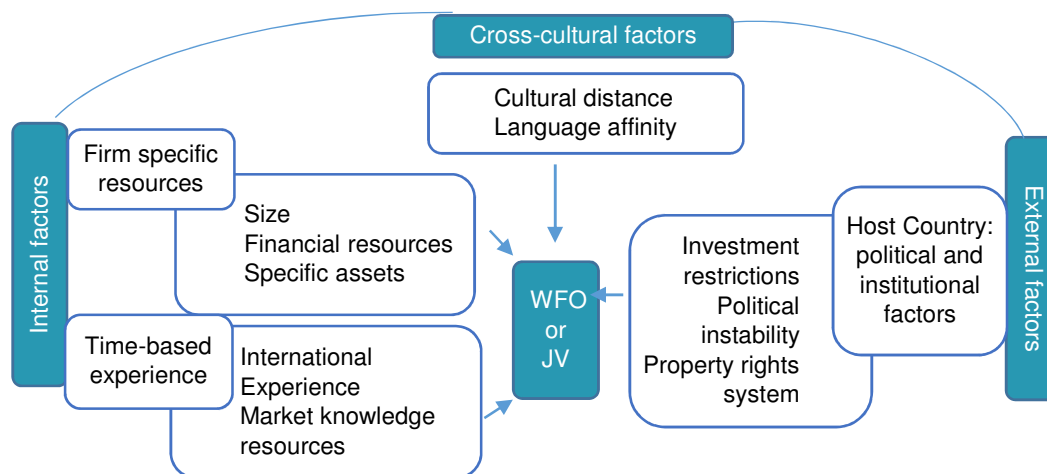 Cross-cultural factors
Cultural distance
Language affinity
Internal factors
Firm specific
resources
Size
Financial resources
Specific assets
Time-based
experience
International
Experience
Market knowledge
resources
WFO
or
JV
Investment
restrictions
Political
instability
Property rights
system
Host Country:
political and
institutional
factors
External factors